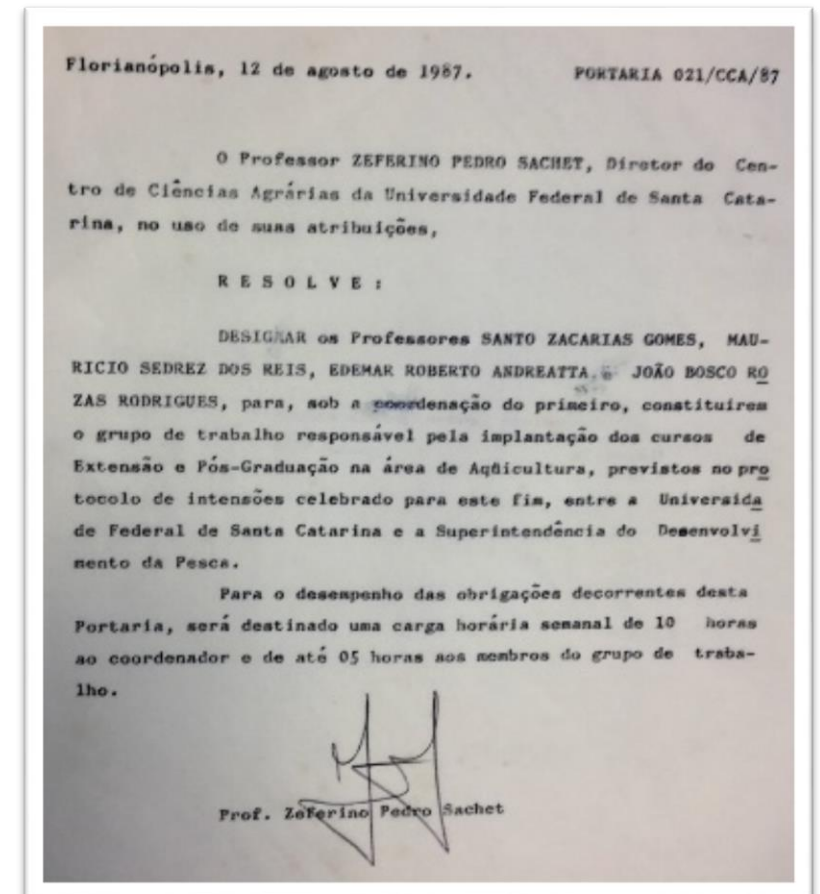 Florianópolis, 12 de agosto de 1987. PORTARIA 021/CCA/87
O Professor ZEFERINO PEDRO SACHET, Diretor do Cen-
tro de Ciências Agrárias da Universidade Federal de Santa Cata-
rina, no uso de suas atribuições,
R E S O L V E :
DESIGNAR os Professores SANTO ZACARIAS GOMES, MAU-
RICIO SEDREZ DOS REIS, EDEMAR ROBERTO ANDREATTA e JOÃO BOSCO RO
ZAS RODRIGUES, para, sob a coordenação do primeiro, constituirem
o grupo de trabalho responsável pela implantação dos cursos de
Extensão e Pós-Graduação na área de Aqüicultura, previstos no pro
tocolo de intensões celebrado para este fim, entre a Universida
de Federal de Santa Catarina e a Superintendência do Desenvolvi
mento da Pesca.
Para o desempenho das obrigações decorrentes desta
Portaria, será destinado uma carga horária semanal de 10 horas
ao coordenador e de até 05 horas aos membros do grupo de traba-
lho.
Prof. Zeferino Pedro Sachet